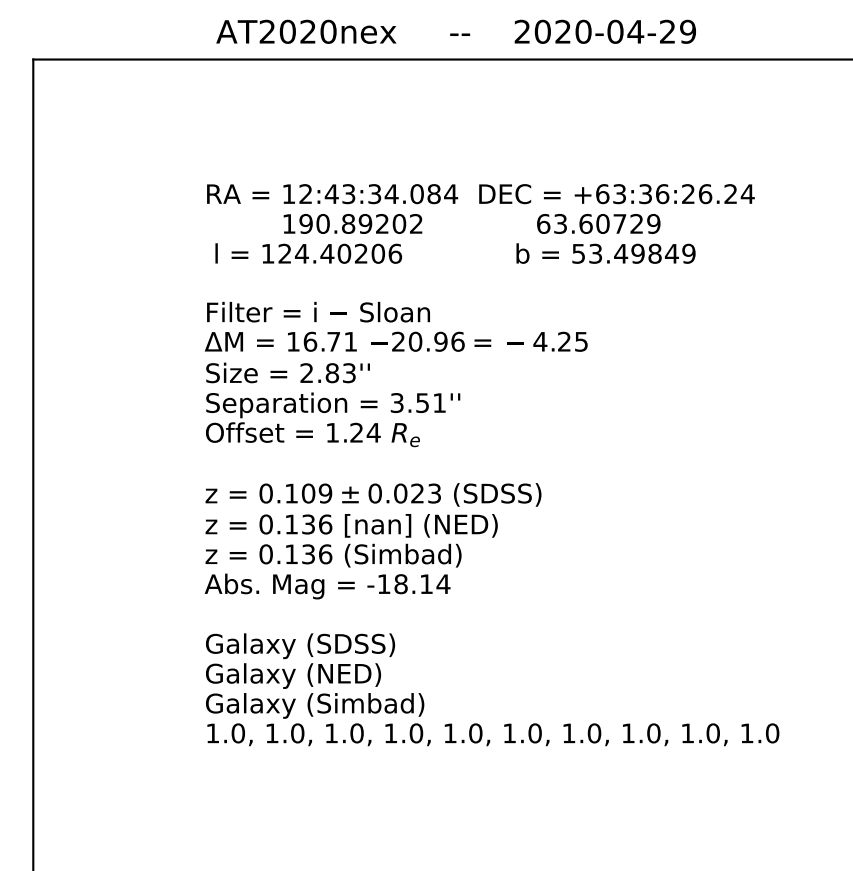 AT2020nex -- 2020-04-29
RA = 12:43:34.084 DEC = +63:36:26.24
190.89202 63.60729
l = 124.40206 b = 53.49849
Filter = i − Sloan
ΔM = 16.71 −20.96 = − 4.25
Size = 2.83''
Separation = 3.51''
Offset = 1.24 Rₑ
z = 0.109 ± 0.023 (SDSS)
z = 0.136 [nan] (NED)
z = 0.136 (Simbad)
Abs. Mag = -18.14
Galaxy (SDSS)
Galaxy (NED)
Galaxy (Simbad)
1.0, 1.0, 1.0, 1.0, 1.0, 1.0, 1.0, 1.0, 1.0, 1.0